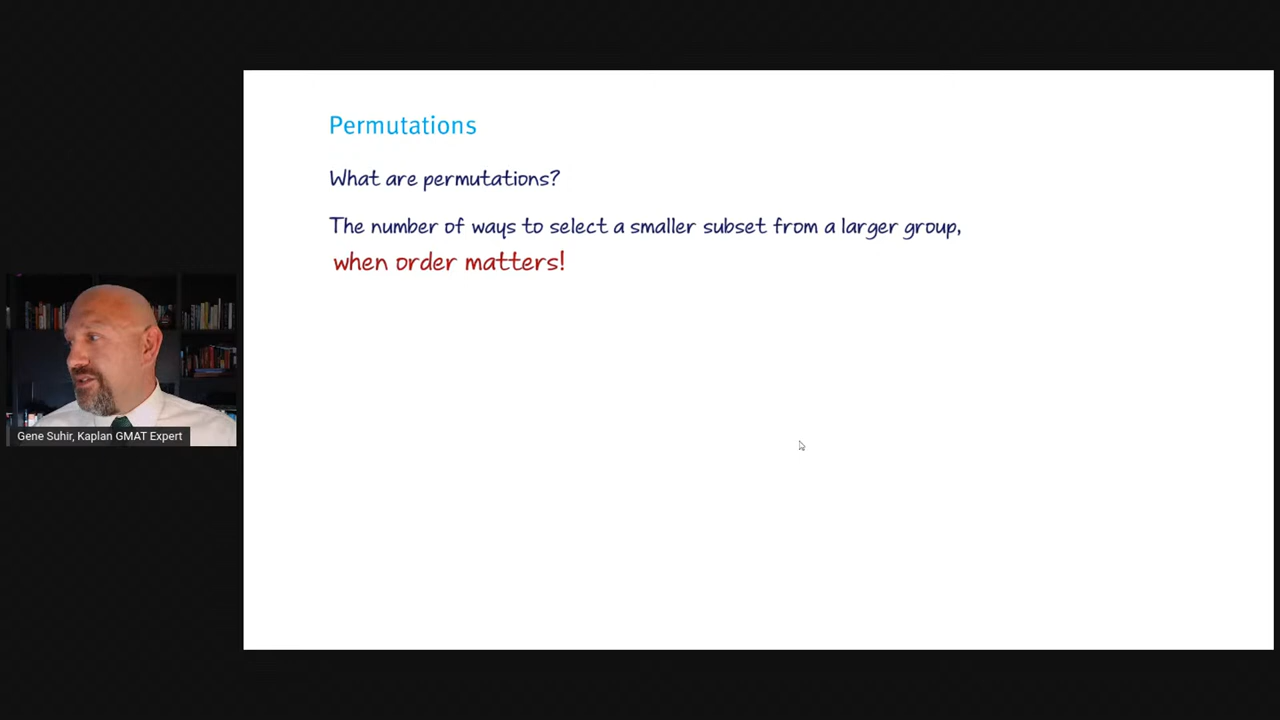 Permutations
What are permutations?
The number of ways to select a smaller subset from a larger group,
when order matters!
Gene Suhir, Kaplan GMAT Expert